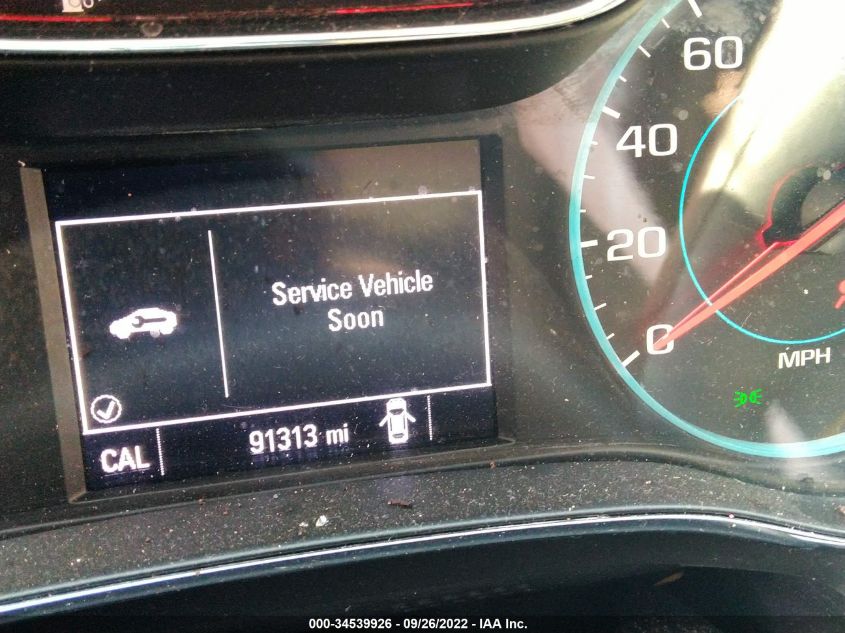 60
40
20
0
MPH
Service Vehicle
Soon
CAL
91313 mi
000-34539926 / 09/26/2022 - IAA Inc.